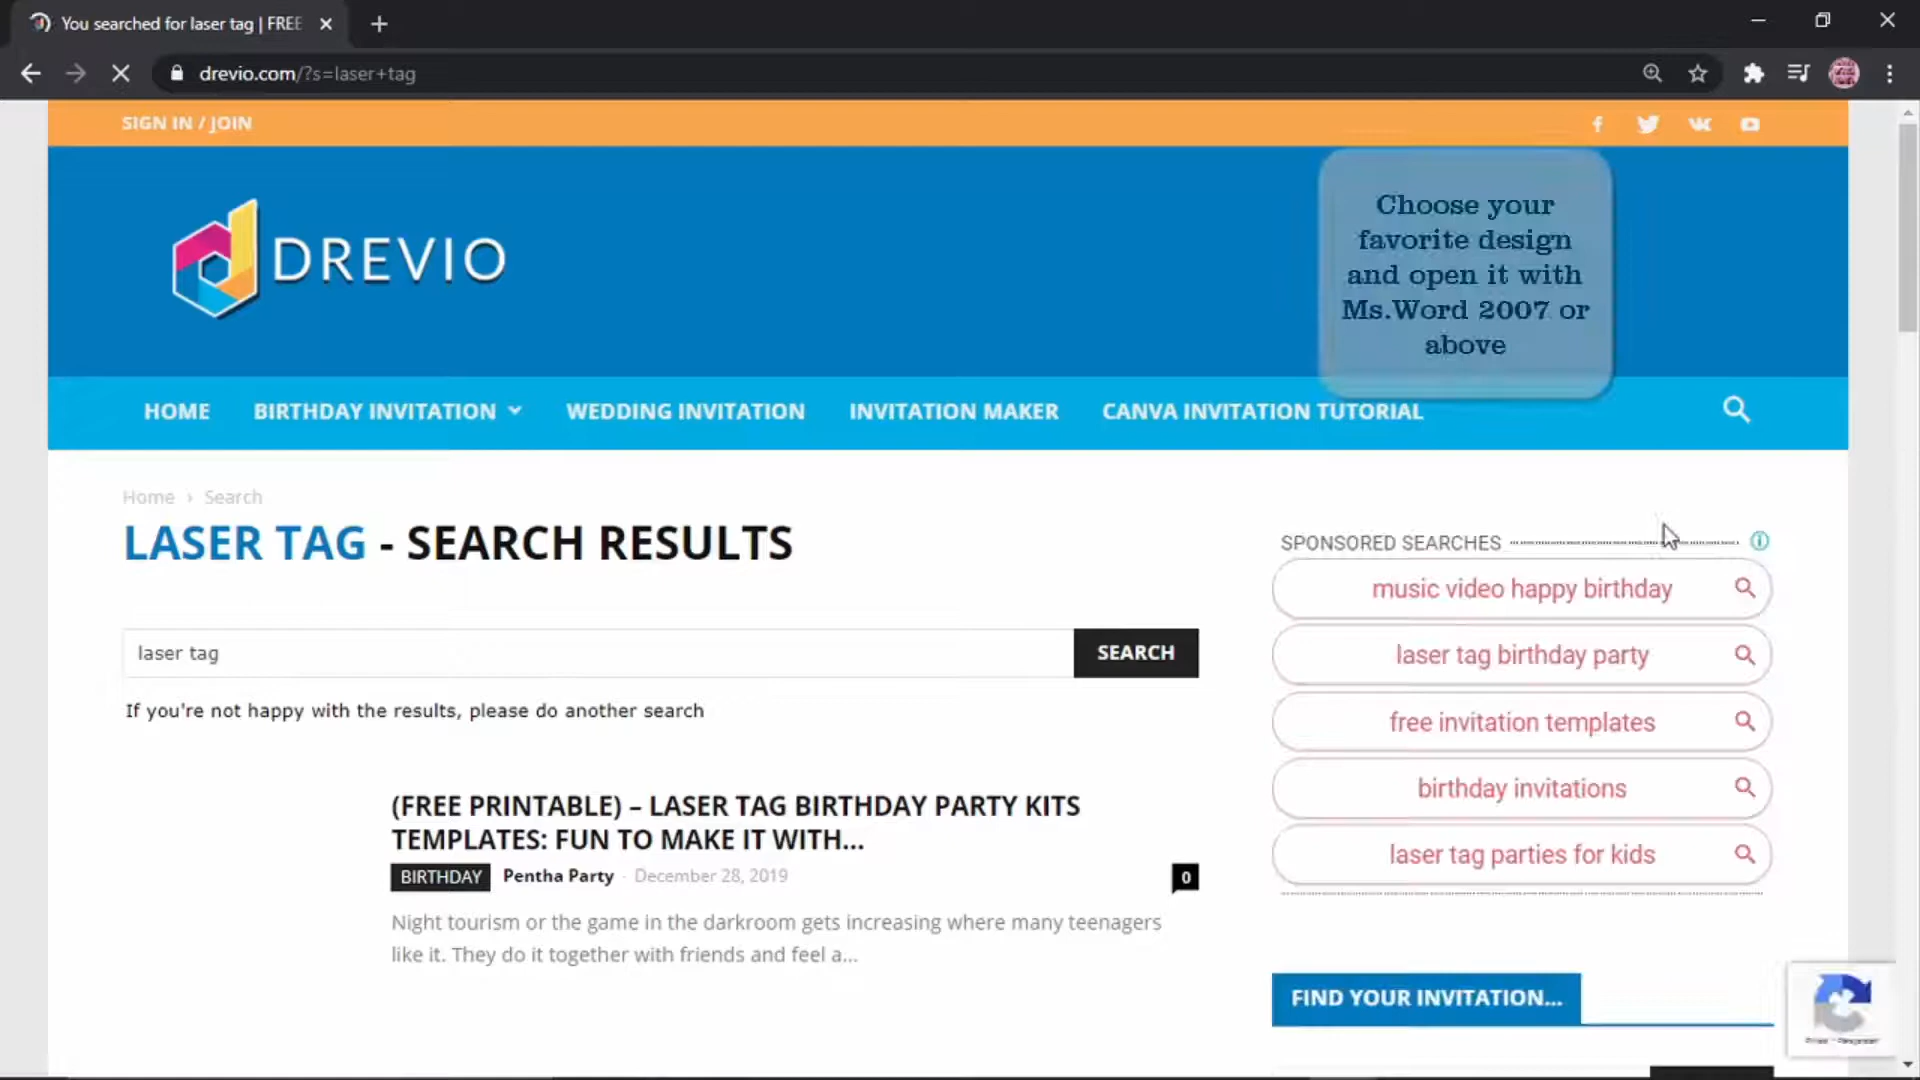 You searched for laser tag | FREE
drevio.com/?s=laser+tag
SIGN IN / JOIN
DREVIO
Choose your
favorite design
and open it with
Ms.Word 2007 or
above
HOME
BIRTHDAY INVITATION
WEDDING INVITATION
INVITATION MAKER
CANVA INVITATION TUTORIAL
Home › Search
LASER TAG - SEARCH RESULTS
laser tag
SEARCH
If you're not happy with the results, please do another search
(FREE PRINTABLE) – LASER TAG BIRTHDAY PARTY KITS
TEMPLATES: FUN TO MAKE IT WITH...
BIRTHDAY Pentha Party - December 28, 2019
0
Night tourism or the game in the darkroom gets increasing where many teenagers
like it. They do it together with friends and feel a...
SPONSORED SEARCHES
music video happy birthday
laser tag birthday party
free invitation templates
birthday invitations
laser tag parties for kids
FIND YOUR INVITATION...